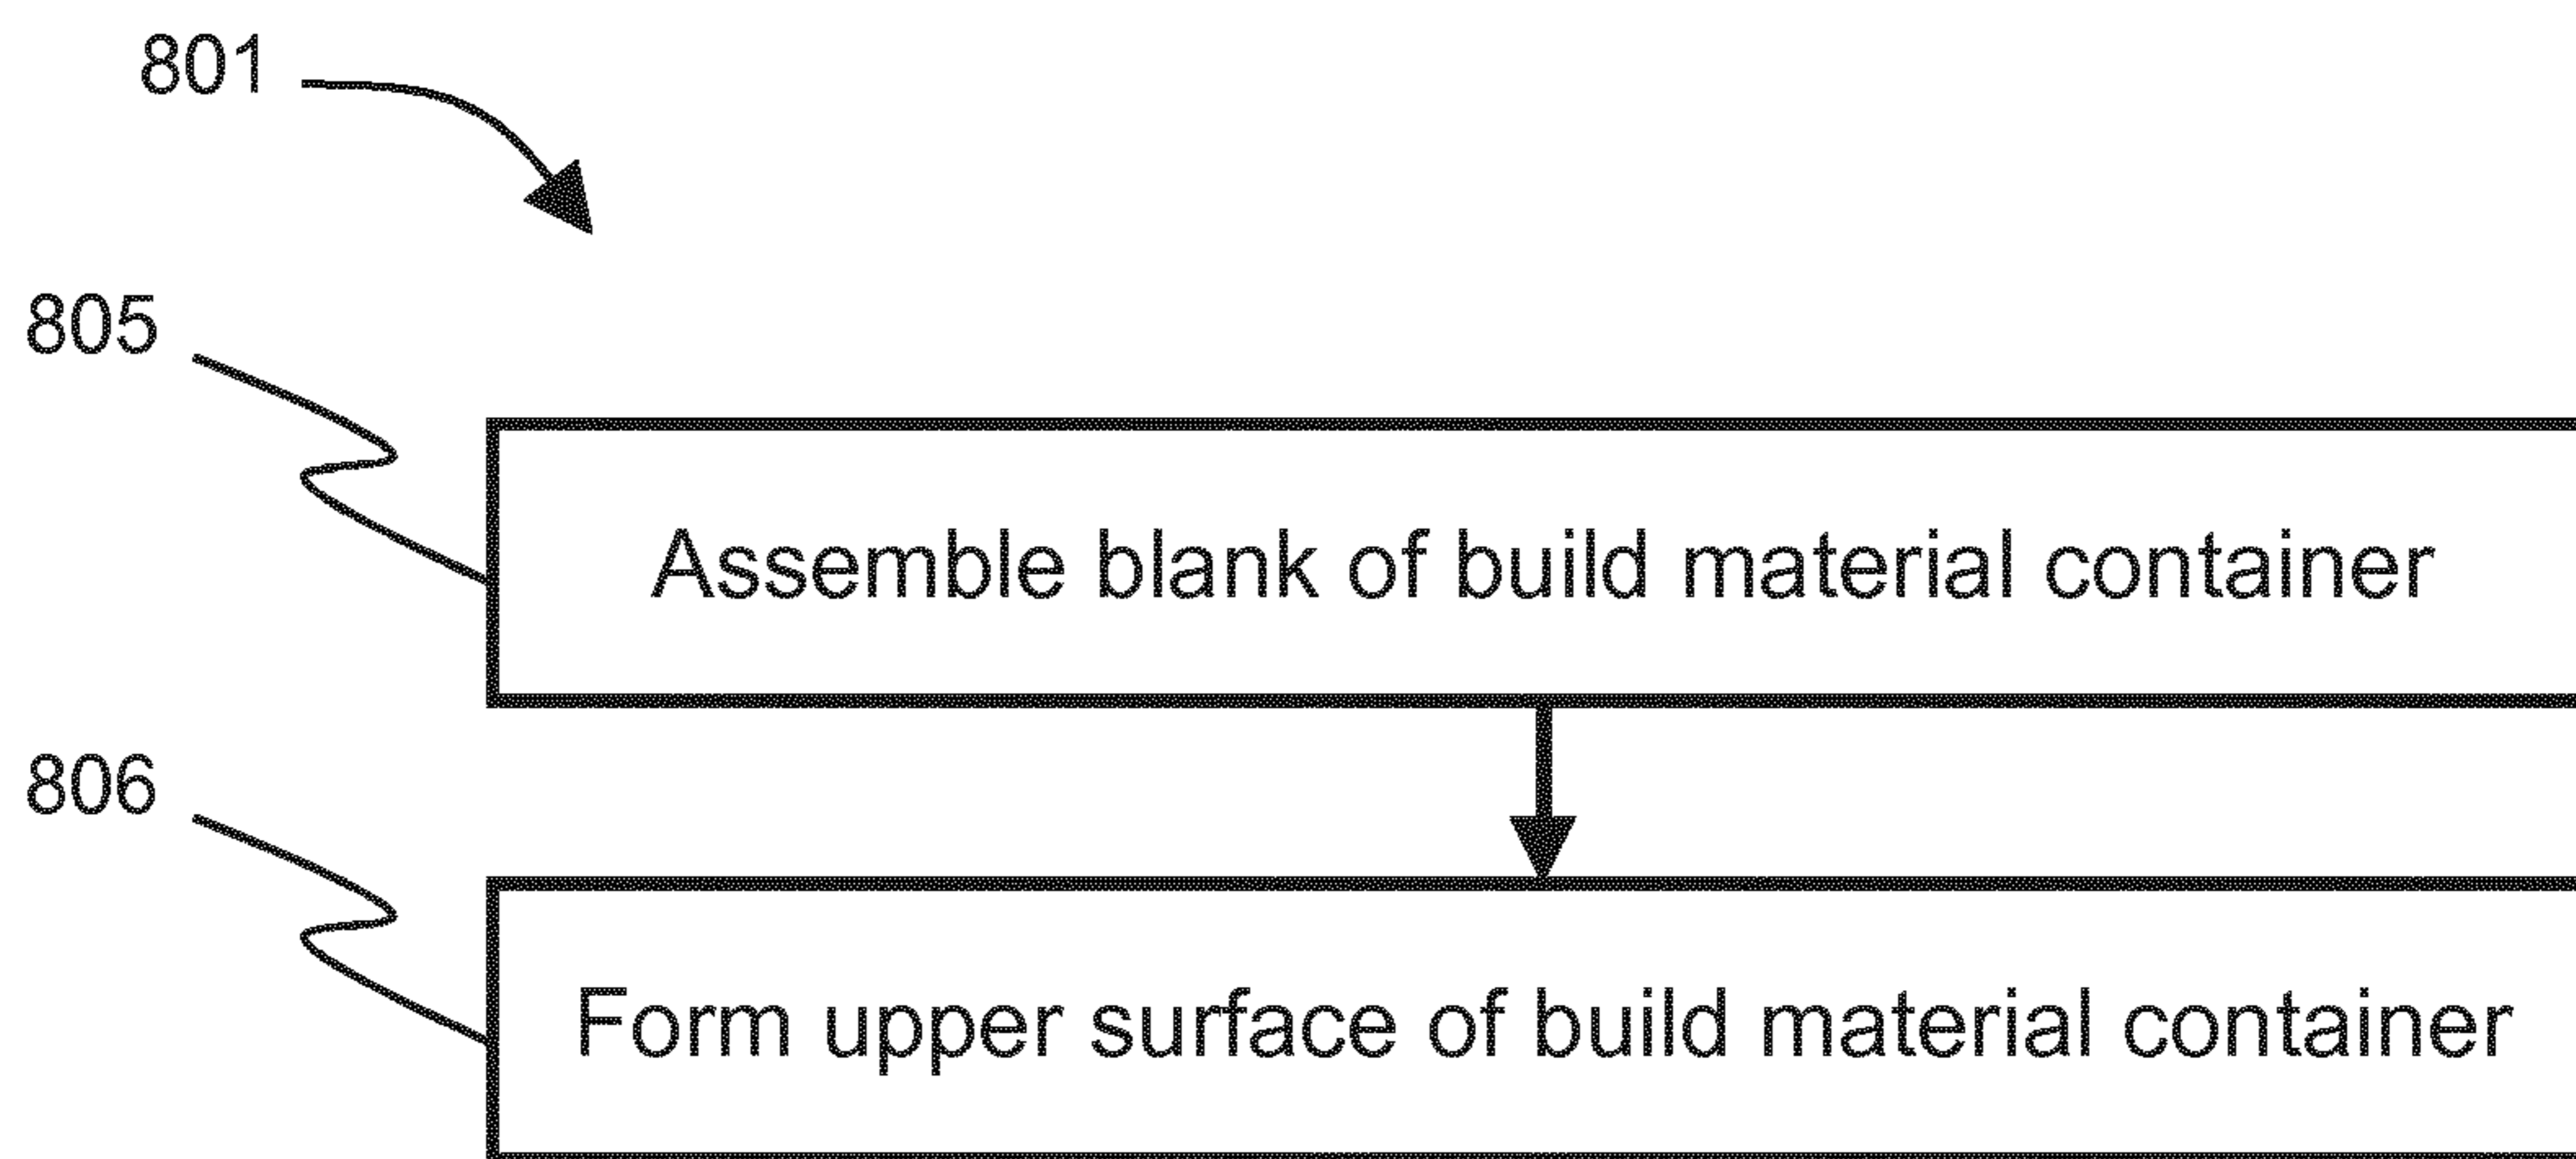 801
805
Assemble blank of build material container
806
Form upper surface of build material container